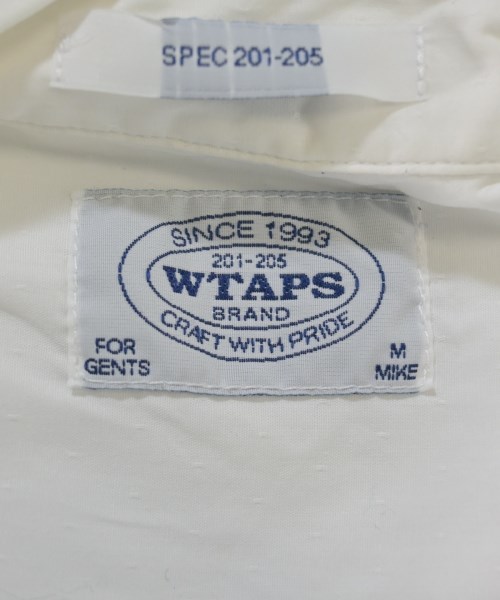 SPEC 201-205
SINCE 1993
201-205
WTAPS
BRAND
CRAFT WITH PRIDE
FOR
GENTS
M
MIKE